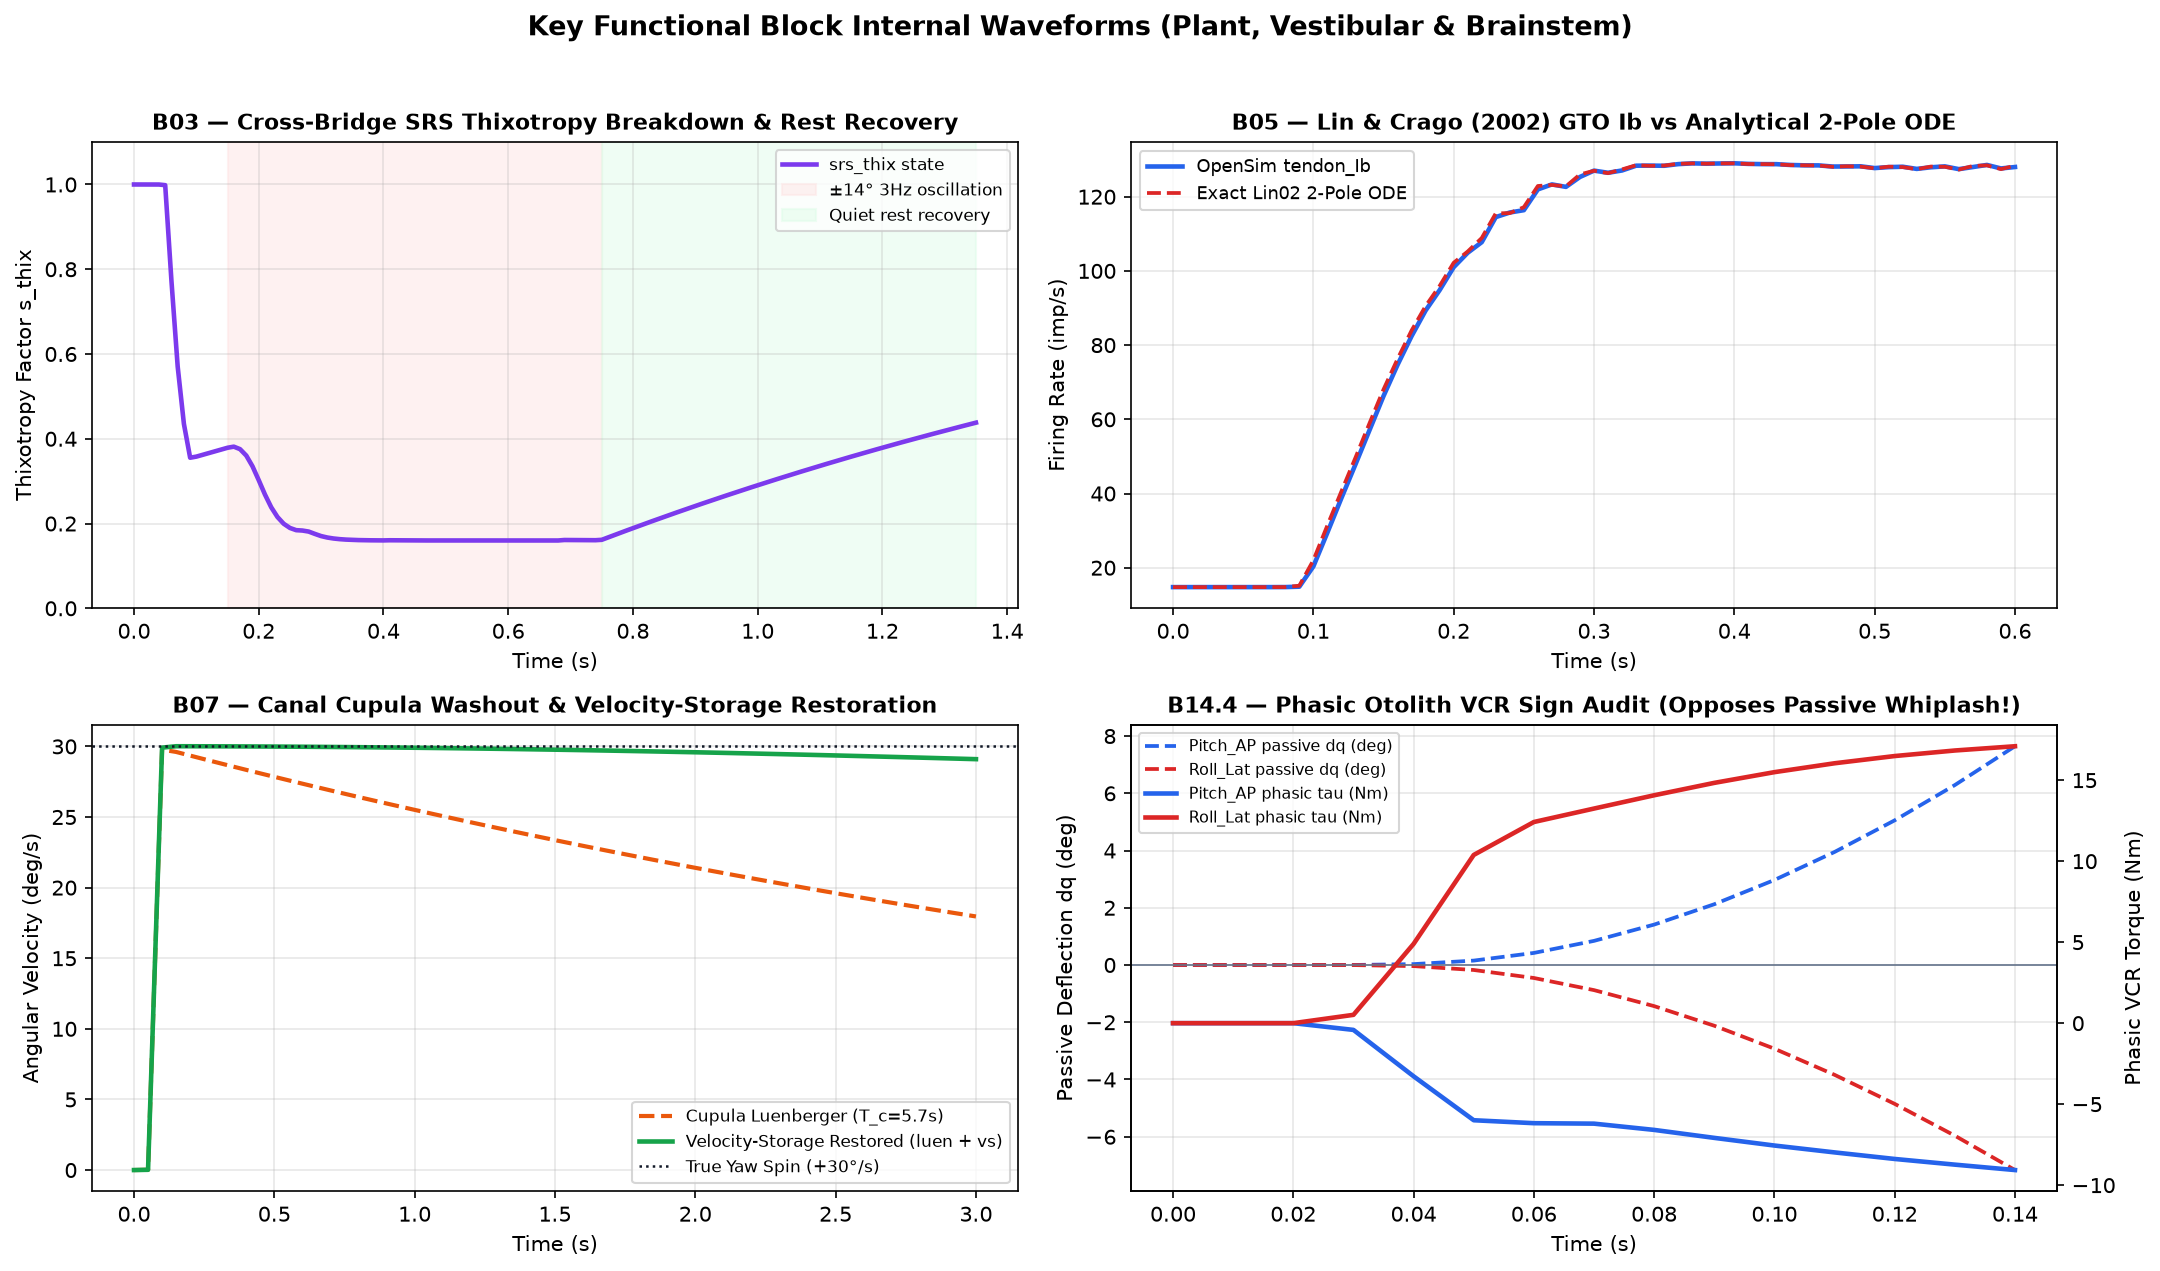 Key Functional Block Internal Waveforms (Plant, Vestibular & Brainstem)
B03 — Cross-Bridge SRS Thixotropy Breakdown & Rest Recovery
Thixotropy Factor s_thix
1.0
0.8
0.6
0.4
0.2
0.0
srs_thix state
±14° 3Hz oscillation
Quiet rest recovery
0.0 0.2 0.4 0.6 0.8 1.0 1.2 1.4
Time (s)
B05 — Lin & Crago (2002) GTO Ib vs Analytical 2-Pole ODE
Firing Rate (imp/s)
120
100
80
60
40
20
OpenSim tendon_Ib
Exact Lin02 2-Pole ODE
0.0 0.1 0.2 0.3 0.4 0.5 0.6
Time (s)
B07 — Canal Cupula Washout & Velocity-Storage Restoration
Angular Velocity (deg/s)
30
25
20
15
10
5
0
Cupula Luenberger (T_c=5.7s)
Velocity-Storage Restored (luen + vs)
True Yaw Spin (+30°/s)
0.0 0.5 1.0 1.5 2.0 2.5 3.0
Time (s)
B14.4 — Phasic Otolith VCR Sign Audit (Opposes Passive Whiplash!)
Passive Deflection dq (deg)
8
6
4
2
0
−2
−4
−6
Pitch_AP passive dq (deg)
Roll_Lat passive dq (deg)
Pitch_AP phasic tau (Nm)
Roll_Lat phasic tau (Nm)
15
10
5
0
−5
−10
Phasic VCR Torque (Nm)
0.00 0.02 0.04 0.06 0.08 0.10 0.12 0.14
Time (s)